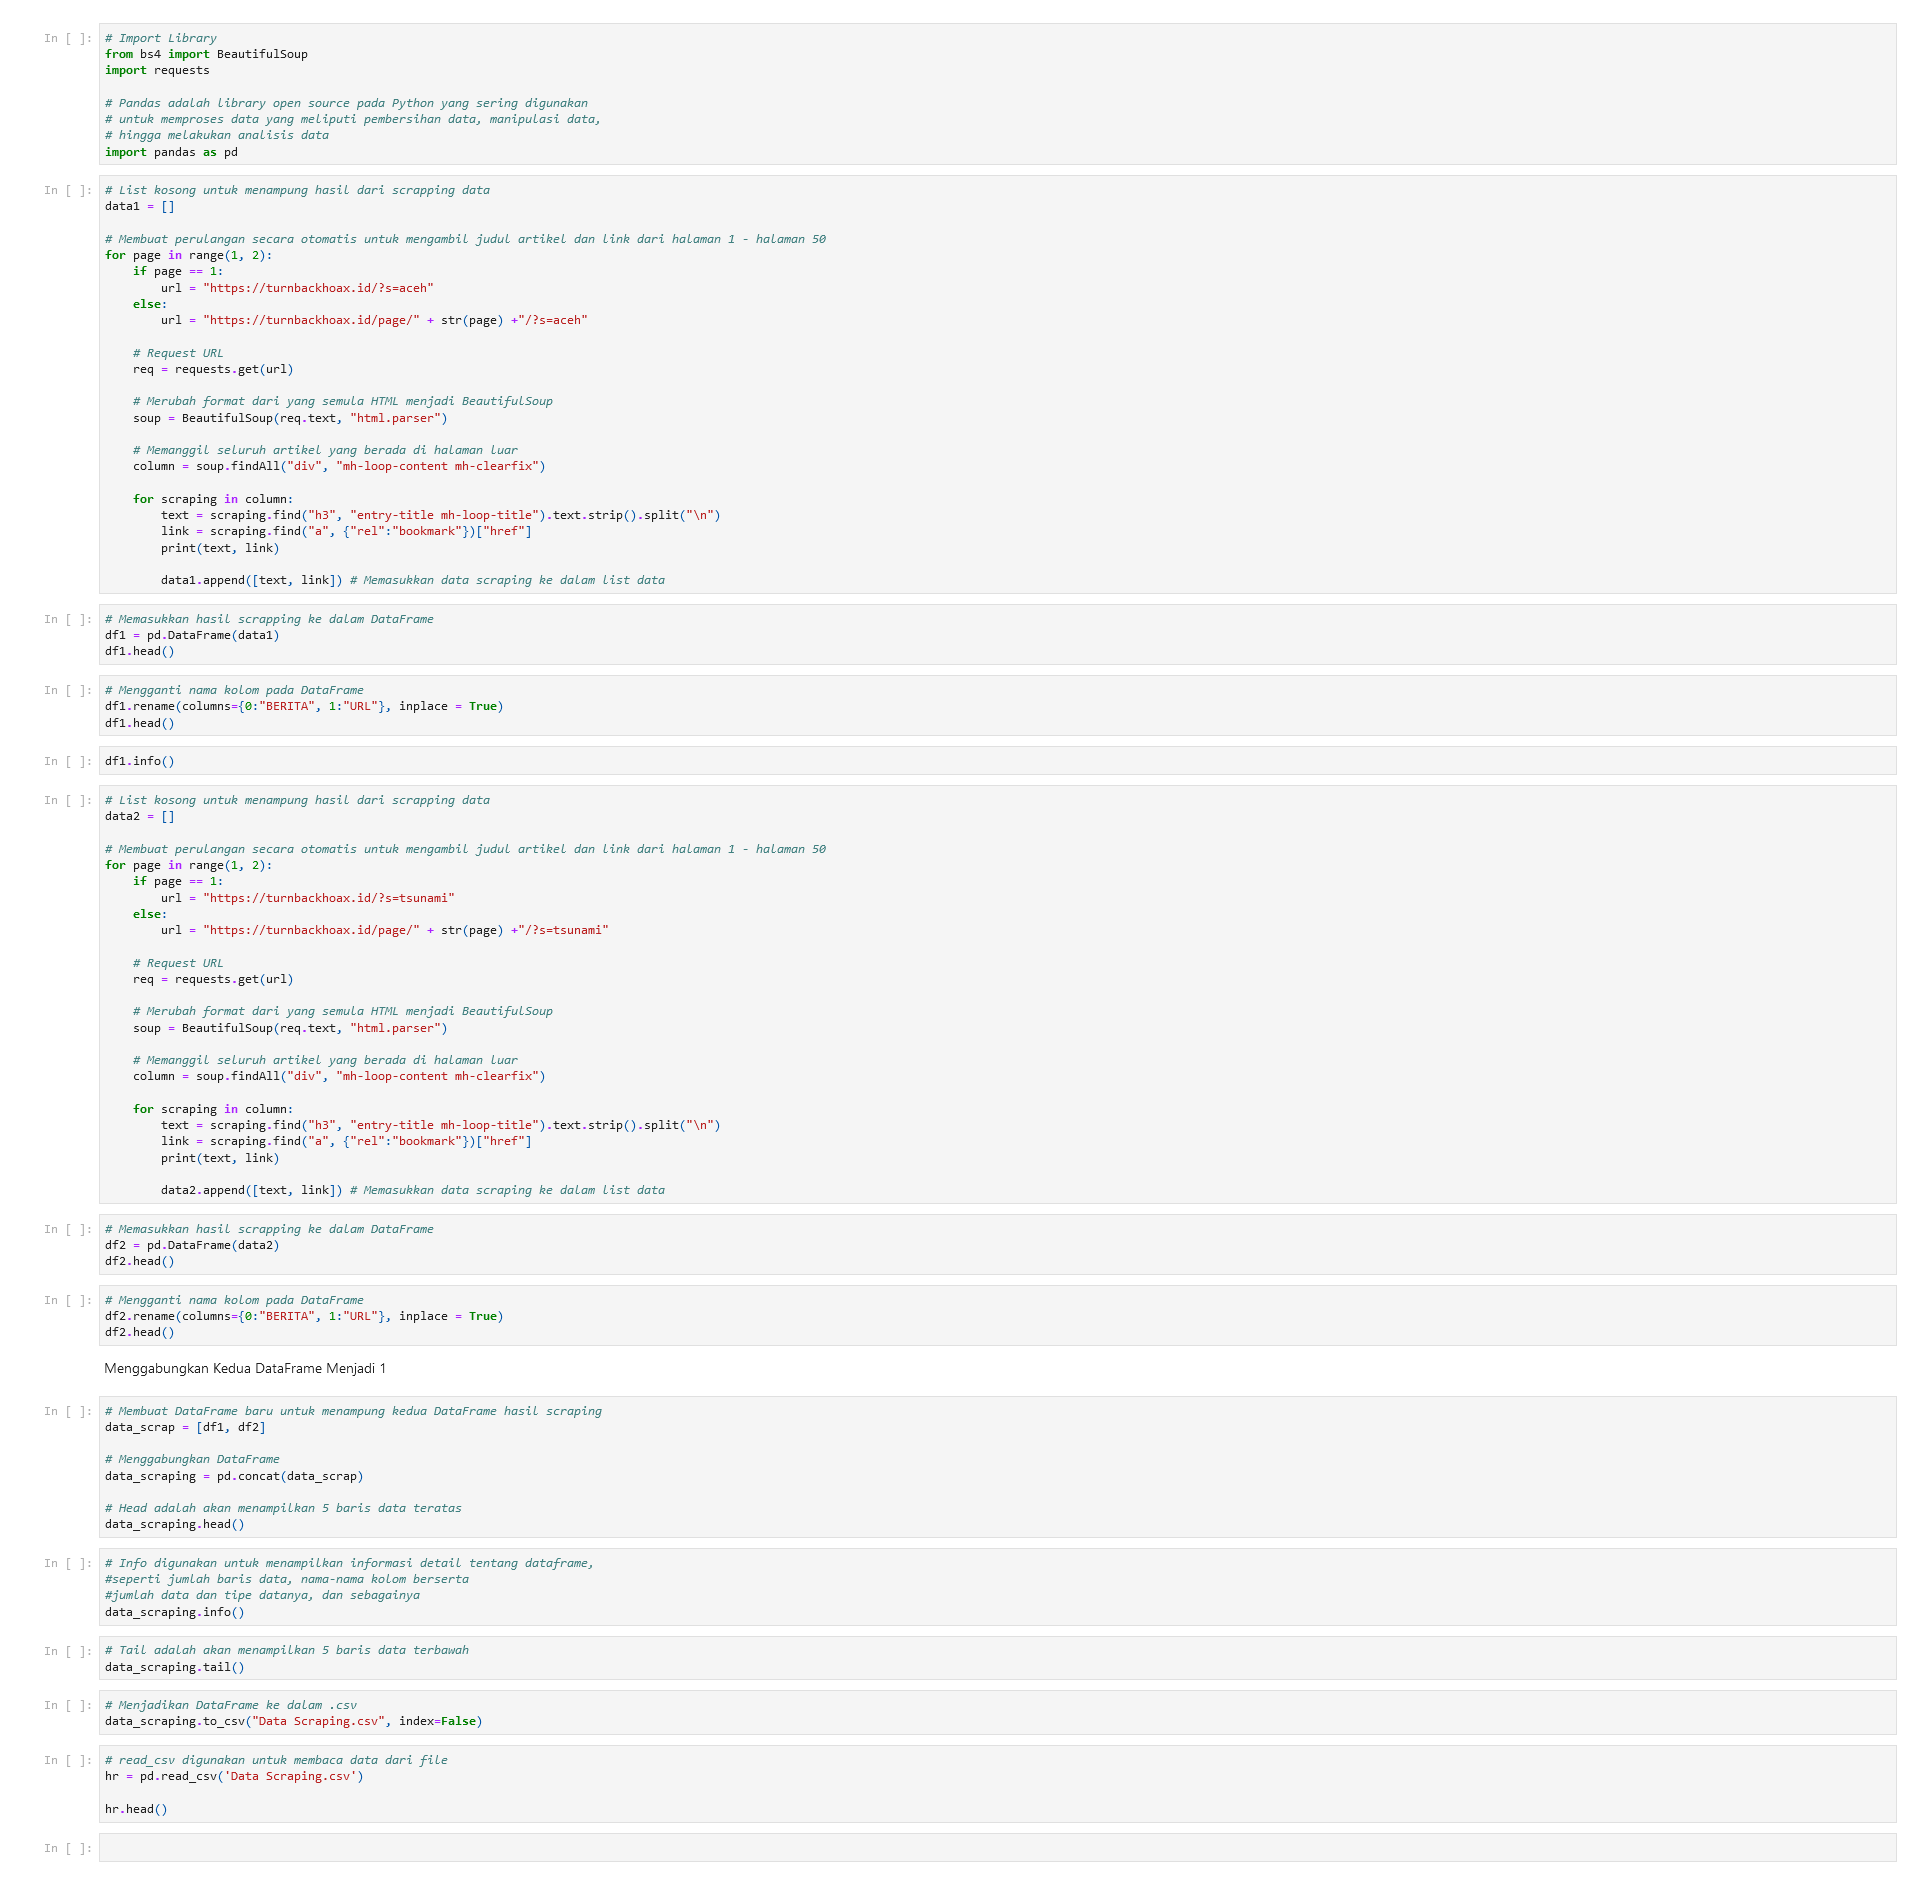 In [ ]: # Import Library
from bs4 import BeautifulSoup
import requests
# Pandas adalah library open source pada Python yang sering digunakan
# untuk memproses data yang meliputi pembersihan data, manipulasi data,
# hingga melakukan analisis data
import pandas as pd
In [ ]: # List kosong untuk menampung hasil dari scrapping data
data1 = []
# Membuat perulangan secara otomatis untuk mengambil judul artikel dan link dari halaman 1 - halaman 50
for page in range(1, 2):
    if page == 1:
        url = "https://turnbackhoax.id/?s=aceh"
    else:
        url = "https://turnbackhoax.id/page/" + str(page) +"/?s=aceh"
    # Request URL
    req = requests.get(url)
    # Merubah format dari yang semula HTML menjadi BeautifulSoup
    soup = BeautifulSoup(req.text, "html.parser")
    # Memanggil seluruh artikel yang berada di halaman luar
    column = soup.findAll("div", "mh-loop-content mh-clearfix")
    for scraping in column:
        text = scraping.find("h3", "entry-title mh-loop-title").text.strip().split("\n")
        link = scraping.find("a", {"rel":"bookmark"})["href"]
        print(text, link)
        data1.append([text, link]) # Memasukkan data scraping ke dalam list data
In [ ]: # Memasukkan hasil scrapping ke dalam DataFrame
df1 = pd.DataFrame(data1)
df1.head()
In [ ]: # Mengganti nama kolom pada DataFrame
df1.rename(columns={0:"BERITA", 1:"URL"}, inplace = True)
df1.head()
In [ ]: df1.info()
In [ ]: # List kosong untuk menampung hasil dari scrapping data
data2 = []
# Membuat perulangan secara otomatis untuk mengambil judul artikel dan link dari halaman 1 - halaman 50
for page in range(1, 2):
    if page == 1:
        url = "https://turnbackhoax.id/?s=tsunami"
    else:
        url = "https://turnbackhoax.id/page/" + str(page) +"/?s=tsunami"
    # Request URL
    req = requests.get(url)
    # Merubah format dari yang semula HTML menjadi BeautifulSoup
    soup = BeautifulSoup(req.text, "html.parser")
    # Memanggil seluruh artikel yang berada di halaman luar
    column = soup.findAll("div", "mh-loop-content mh-clearfix")
    for scraping in column:
        text = scraping.find("h3", "entry-title mh-loop-title").text.strip().split("\n")
        link = scraping.find("a", {"rel":"bookmark"})["href"]
        print(text, link)
        data2.append([text, link]) # Memasukkan data scraping ke dalam list data
In [ ]: # Memasukkan hasil scrapping ke dalam DataFrame
df2 = pd.DataFrame(data2)
df2.head()
In [ ]: # Mengganti nama kolom pada DataFrame
df2.rename(columns={0:"BERITA", 1:"URL"}, inplace = True)
df2.head()
Menggabungkan Kedua DataFrame Menjadi 1
In [ ]: # Membuat DataFrame baru untuk menampung kedua DataFrame hasil scraping
data_scrap = [df1, df2]
# Menggabungkan DataFrame
data_scraping = pd.concat(data_scrap)
# Head adalah akan menampilkan 5 baris data teratas
data_scraping.head()
In [ ]: # Info digunakan untuk menampilkan informasi detail tentang dataframe,
#seperti jumlah baris data, nama-nama kolom berserta
#jumlah data dan tipe datanya, dan sebagainya
data_scraping.info()
In [ ]: # Tail adalah akan menampilkan 5 baris data terbawah
data_scraping.tail()
In [ ]: # Menjadikan DataFrame ke dalam .csv
data_scraping.to_csv("Data Scraping.csv", index=False)
In [ ]: # read_csv digunakan untuk membaca data dari file
hr = pd.read_csv('Data Scraping.csv')
hr.head()
In [ ]: